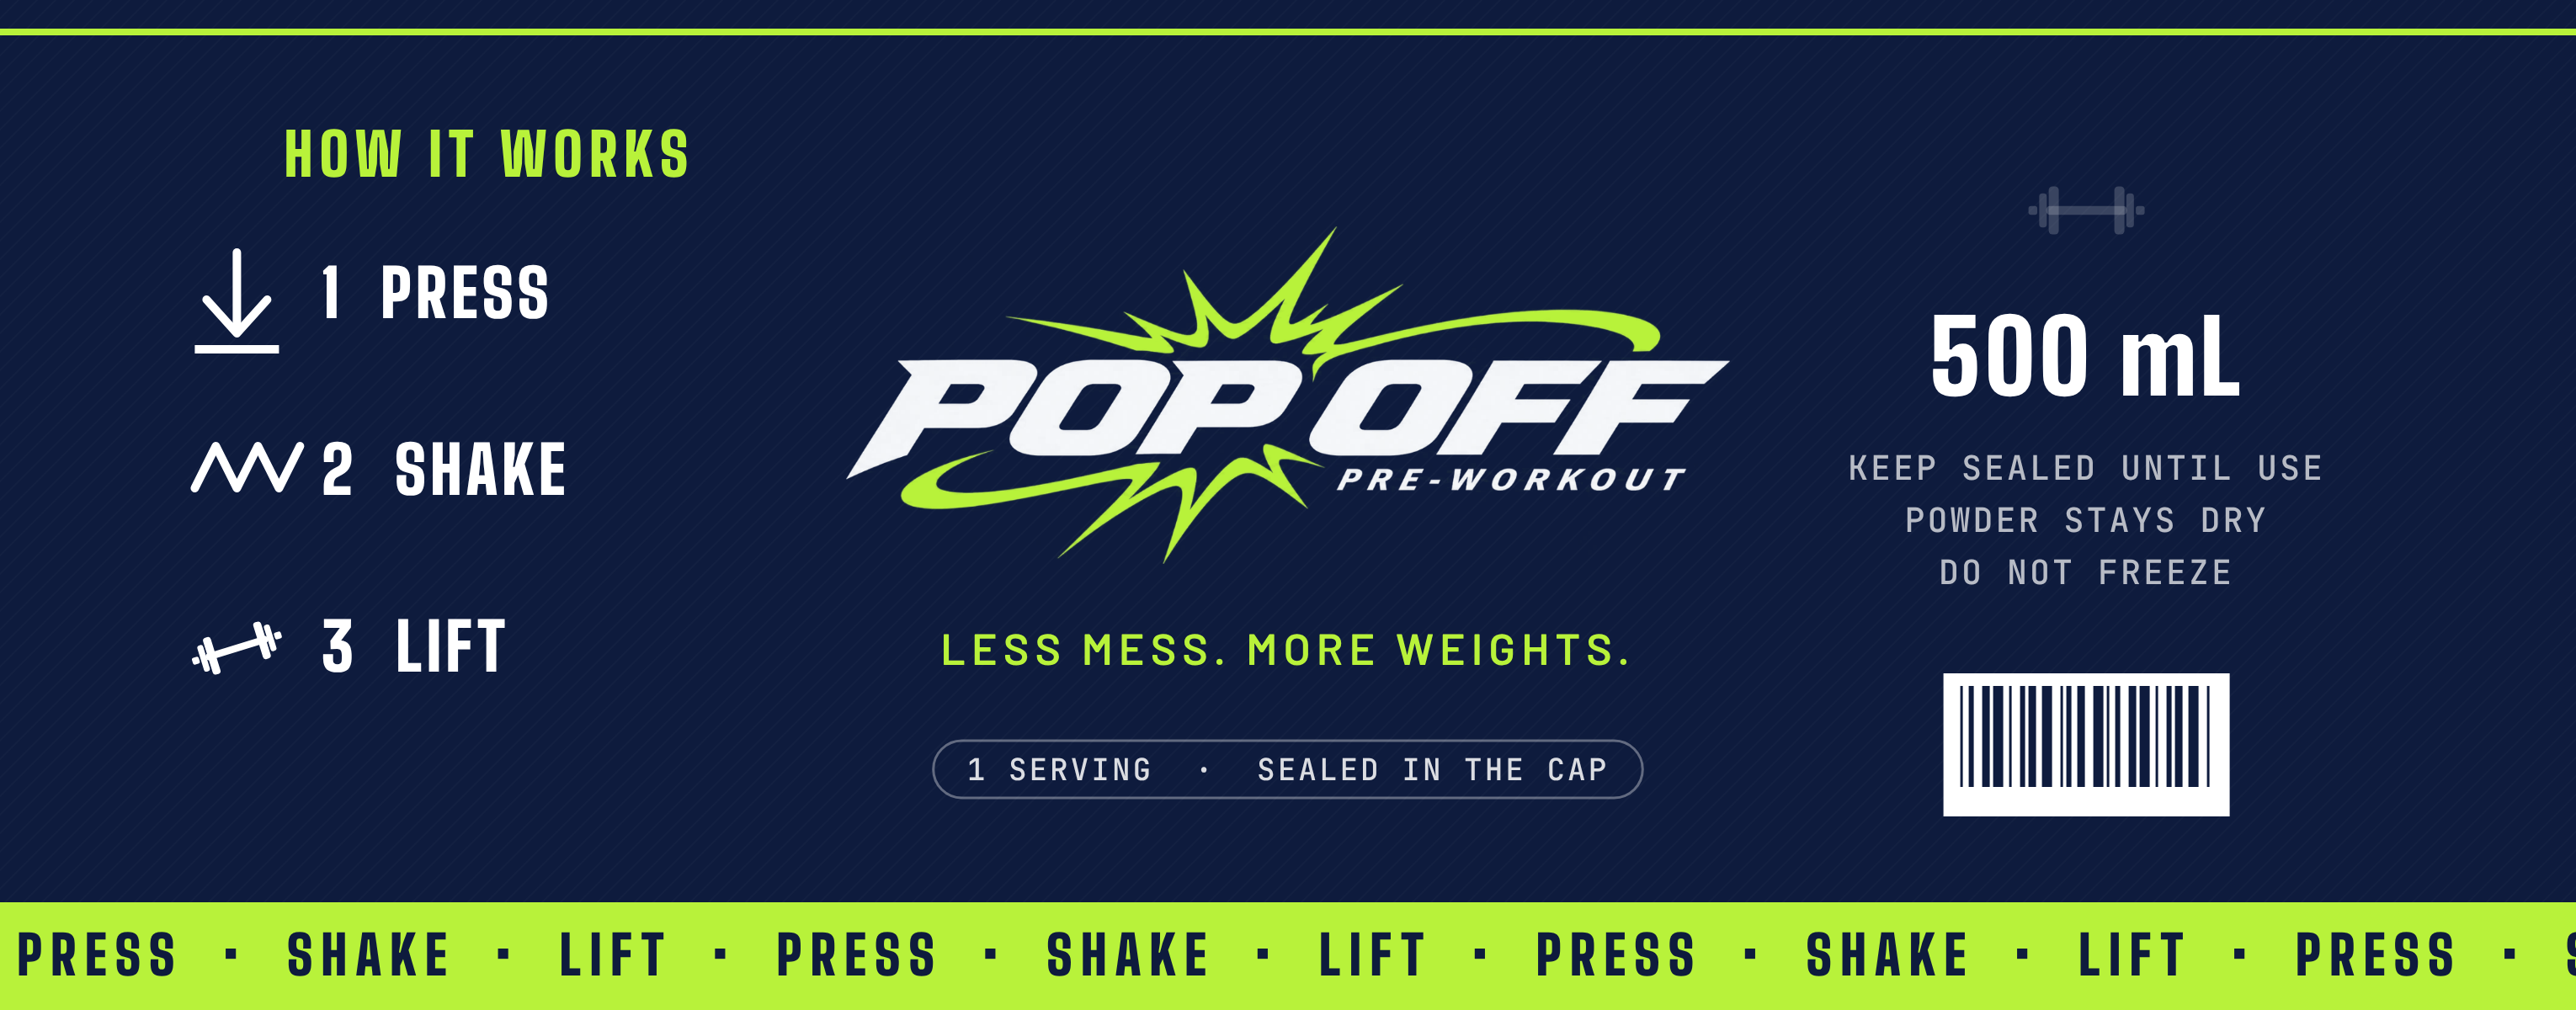 HOW IT WORKS
1 PRESS
2 SHAKE
3 LIFT
POP OFF
PRE-WORKOUT
LESS MESS. MORE WEIGHTS.
1 SERVING · SEALED IN THE CAP
500 mL
KEEP SEALED UNTIL USE
POWDER STAYS DRY
DO NOT FREEZE
PRESS · SHAKE · LIFT · PRESS · SHAKE · LIFT · PRESS · SHAKE · LIFT · PRESS · S